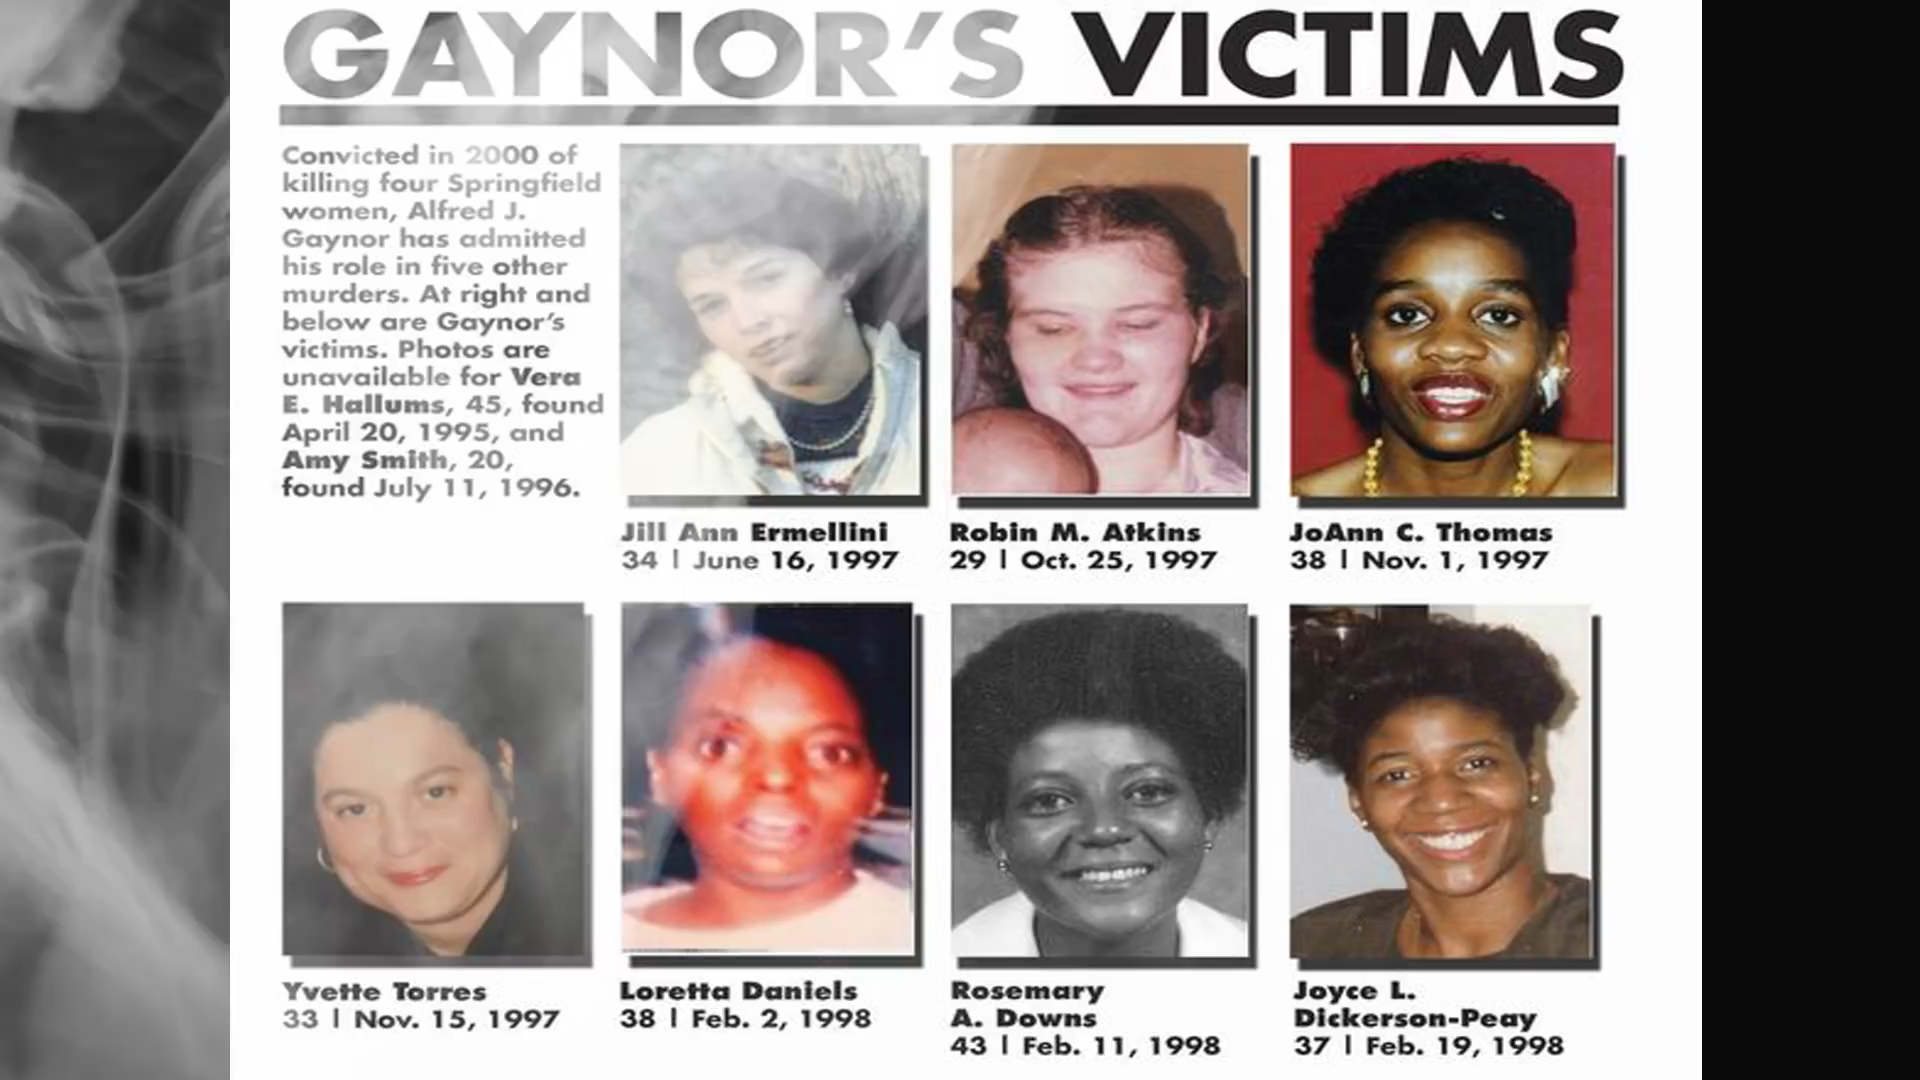 GAYNOR'S VICTIMS
Convicted in 2000 of
killing four Springfield
women, Alfred J.
Gaynor has admitted
his role in five other
murders. At right and
below are Gaynor's
victims. Photos are
unavailable for Vera
E. Hallums, 45, found
April 20, 1995, and
Amy Smith, 20,
found July 11, 1996.
Jill Ann Ermellini
34 | June 16, 1997
Robin M. Atkins
29 | Oct. 25, 1997
JoAnn C. Thomas
38 | Nov. 1, 1997
Yvette Torres
33 | Nov. 15, 1997
Loretta Daniels
38 | Feb. 2, 1998
Rosemary
A. Downs
43 | Feb. 11, 1998
Joyce L.
Dickerson-Peay
37 | Feb. 19, 1998